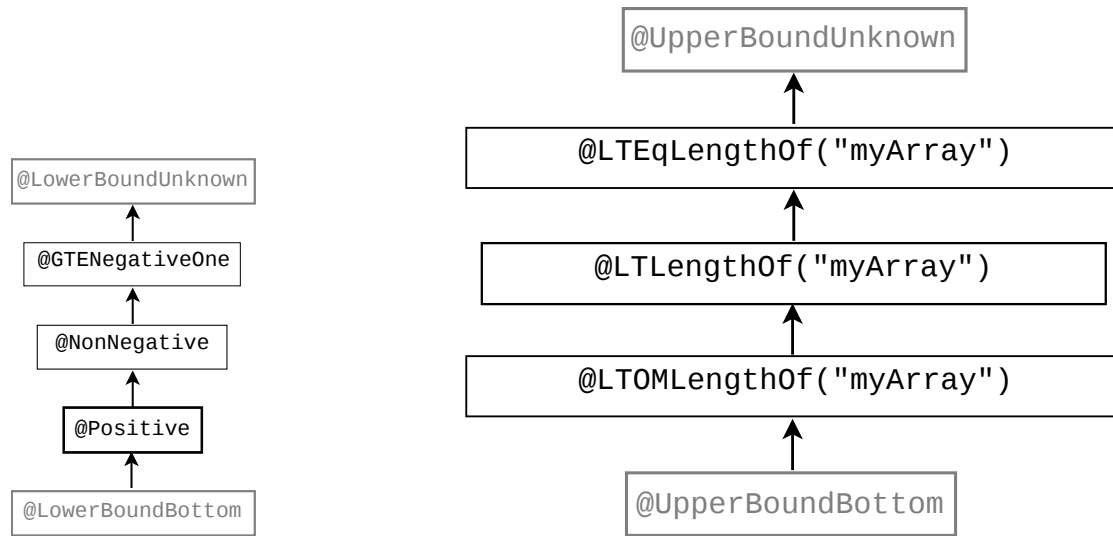 @LowerBoundUnknown
@GTENegativeOne
@NonNegative
@Positive
@LowerBoundBottom
@UpperBoundUnknown
@LTEqLengthOf("myArray")
@LTLengthOf("myArray")
@LTOMLengthOf("myArray")
@UpperBoundBottom